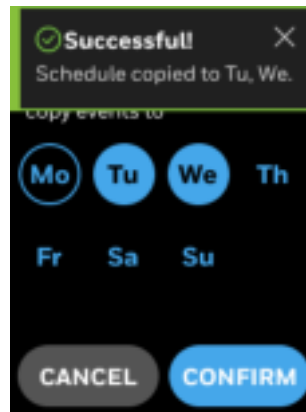 Successful!
Schedule copied to Tu, We.
copy events to
Mo Tu We Th
Fr Sa Su
CANCEL CONFIRM